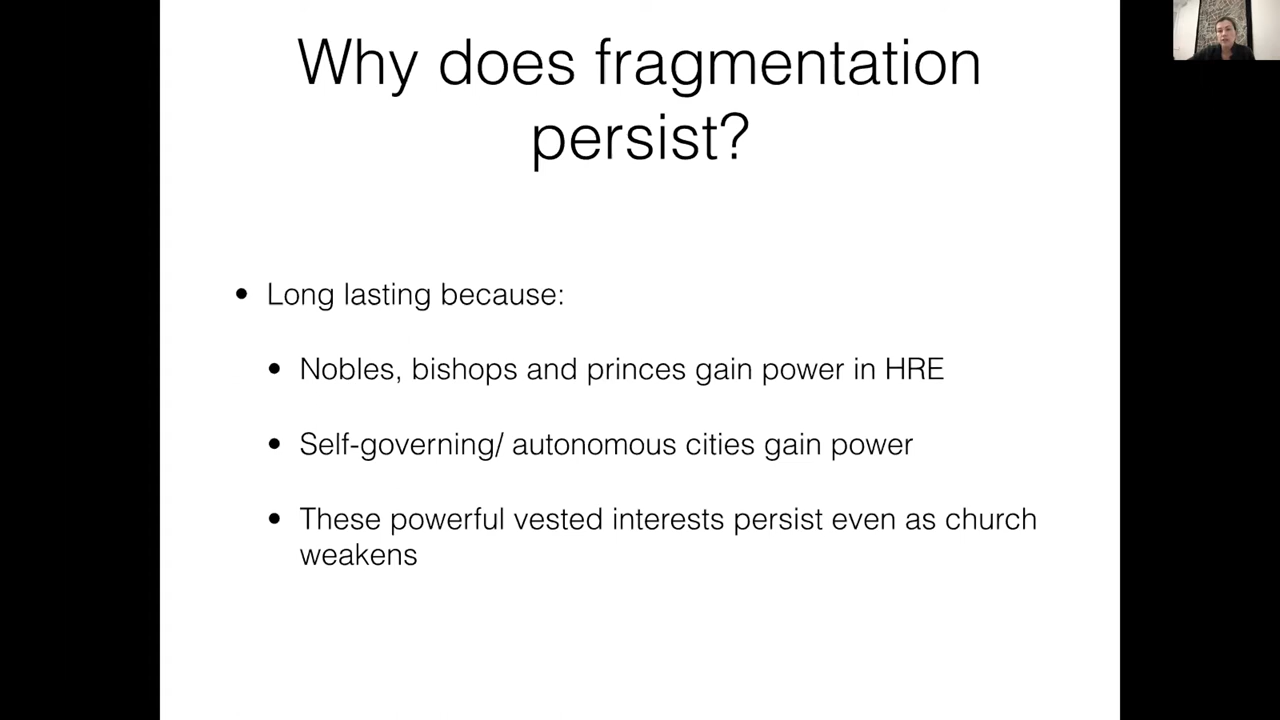 Why does fragmentation
persist?
• Long lasting because:
• Nobles, bishops and princes gain power in HRE
• Self-governing/ autonomous cities gain power
• These powerful vested interests persist even as church
weakens